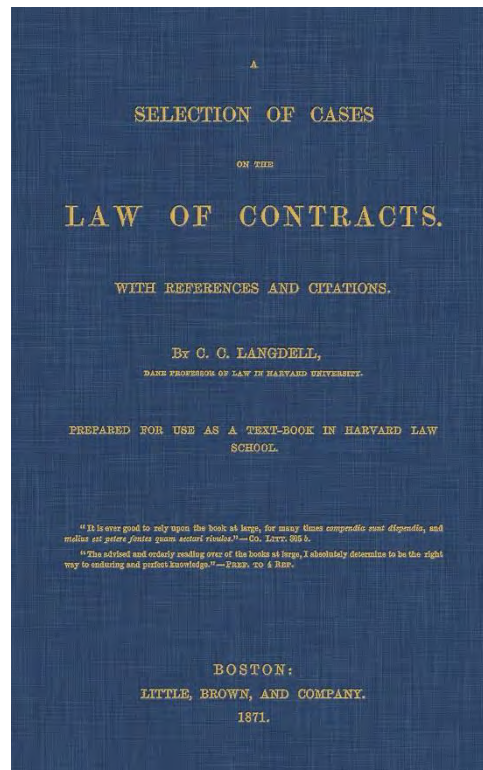 A
SELECTION OF CASES
ON THE
LAW OF CONTRACTS.
WITH REFERENCES AND CITATIONS.
BY C. C. LANGDELL,
DANE PROFESSOR OF LAW IN HARVARD UNIVERSITY.
PREPARED FOR USE AS A TEXT-BOOK IN HARVARD LAW
SCHOOL.
"It is ever good to rely upon the book at large, for many times compendia sunt dispendia, and
melius est petere fontes quam sectari rivulos."—CO. LITT. 305 b.
"The advised and orderly reading over of the books at large, I absolutely determine to be the right
way to enduring and perfect knowledge."—PREF. TO 4 REP.
BOSTON:
LITTLE, BROWN, AND COMPANY.
1871.